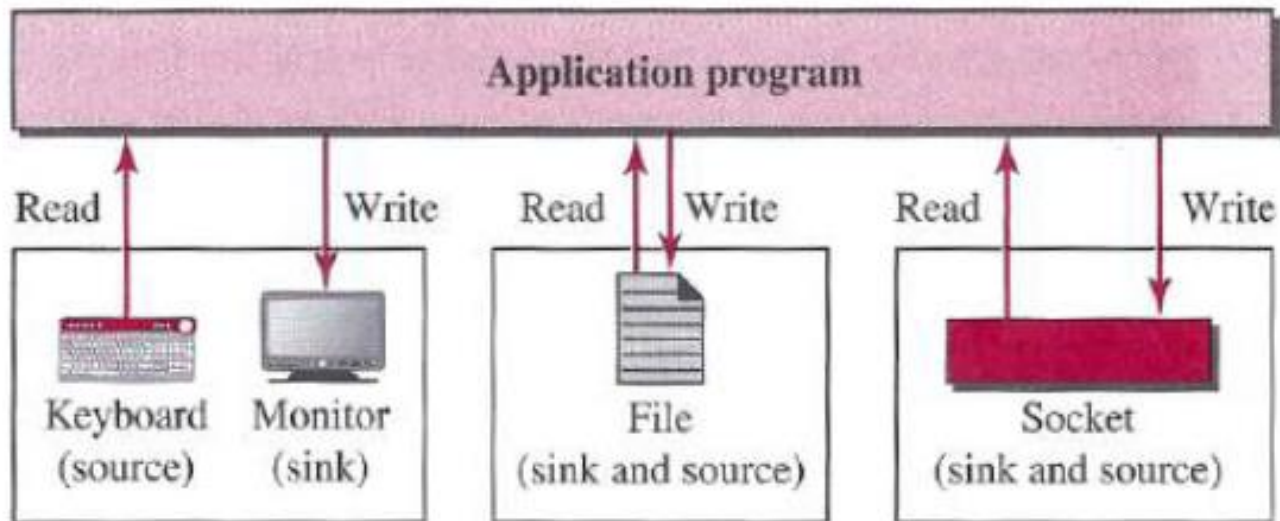 Application program
Read
Write
Read
Write
Read
Write
Keyboard
(source)
Monitor
(sink)
File
(sink and source)
Socket
(sink and source)